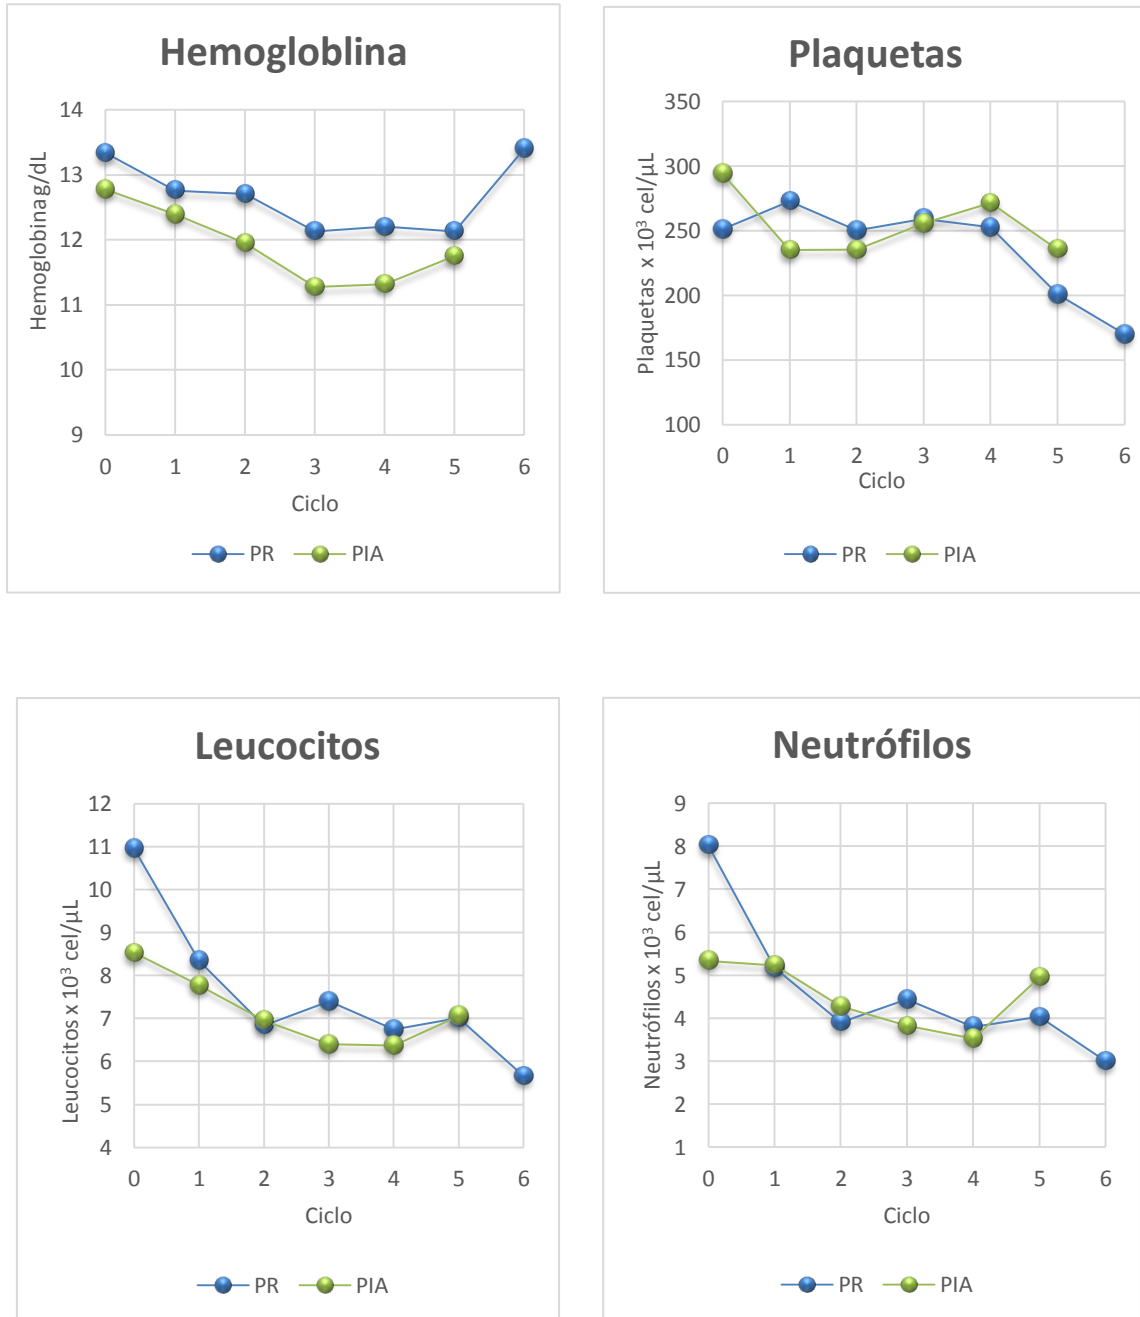 Hemogloblina
Hemoglobinag/dL
14
13
12
11
10
9
0 1 2 3 4 5 6
Ciclo
PR PIA
Plaquetas
Plaquetas x 10³ cel/µL
350
300
250
200
150
100
0 1 2 3 4 5 6
Ciclo
PR PIA
Leucocitos
Leucocitos x 10³ cel/µL
12
11
10
9
8
7
6
5
4
0 1 2 3 4 5 6
Ciclo
PR PIA
Neutrófilos
Neutrófilos x 10³ cel/µL
9
8
7
6
5
4
3
2
1
0 1 2 3 4 5 6
Ciclo
PR PIA